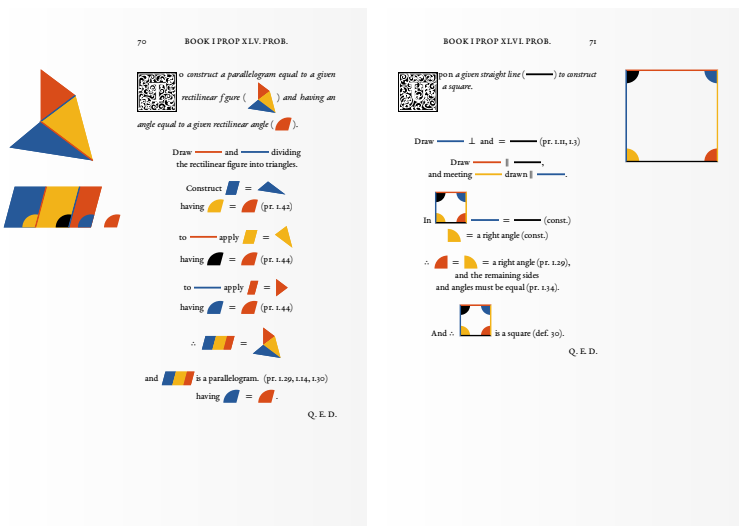 70 BOOK I PROP XLV. PROB.
To construct a parallelogram equal to a given
rectilinear figure ( ) and having an
angle equal to a given rectilinear angle ( ).
Draw and dividing
the rectilinear figure into triangles.
Construct =
having = (pr. 1.42)
to apply =
having = (pr. 1.44)
to apply =
having = (pr. 1.44)
∴ =
and is a parallelogram. (pr. 1.29, 1.14, 1.30)
having = .
Q. E. D.
BOOK I PROP XLVI. PROB. 71
Upon a given straight line ( ) to construct
a square.
Draw ⊥ and = (pr. 1.11, 1.3)
Draw ∥ ,
and meeting drawn ∥ .
In = (const.)
= a right angle (const.)
∴ = = a right angle (pr. 1.29),
and the remaining sides
and angles must be equal (pr. 1.34).
And ∴ is a square (def. 30).
Q. E. D.